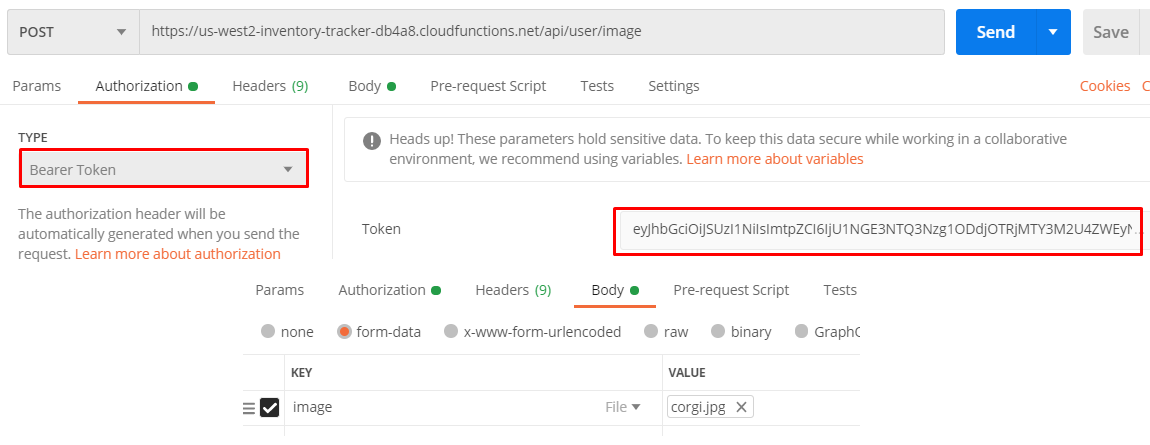 POST https://us-west2-inventory-tracker-db4a8.cloudfunctions.net/api/user/image Send Save
Params Authorization Headers (9) Body Pre-request Script Tests Settings Cookies C
TYPE
Bearer Token
The authorization header will be
automatically generated when you send the
request. Learn more about authorization
Heads up! These parameters hold sensitive data. To keep this data secure while working in a collaborative
environment, we recommend using variables. Learn more about variables
Token eyJhbGciOiJSUzI1NiIsImtpZCI6IjU1NGE3NTQ3Nzg1ODdjOTRjMTY3M2U4ZWEyN...
Params Authorization Headers (9) Body Pre-request Script Tests
none form-data x-www-form-urlencoded raw binary GraphQ
KEY VALUE
image File corgi.jpg